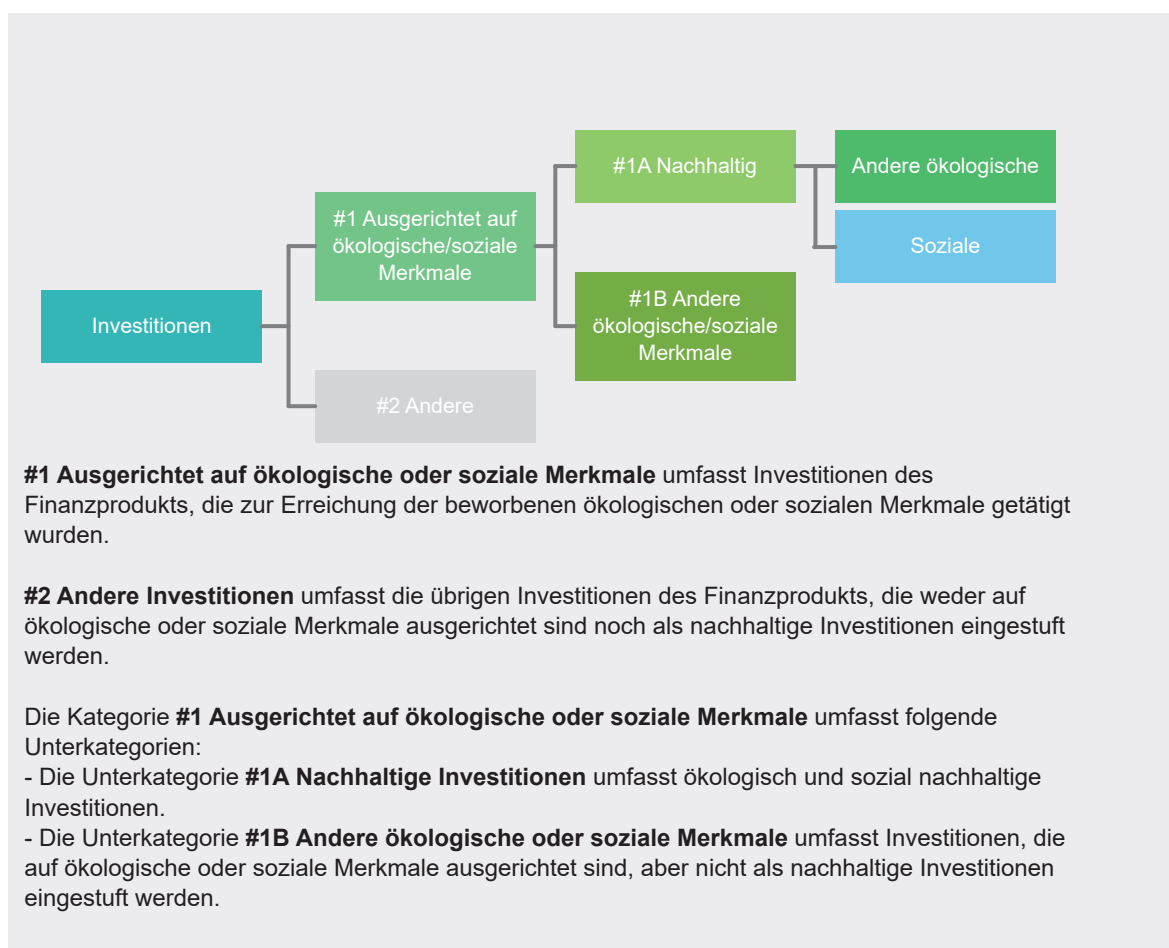 #1A Nachhaltig
Andere ökologische
#1 Ausgerichtet auf
ökologische/soziale
Merkmale
Soziale
Investitionen
#1B Andere
ökologische/soziale
Merkmale
#2 Andere
#1 Ausgerichtet auf ökologische oder soziale Merkmale umfasst Investitionen des
Finanzprodukts, die zur Erreichung der beworbenen ökologischen oder sozialen Merkmale getätigt
wurden.
#2 Andere Investitionen umfasst die übrigen Investitionen des Finanzprodukts, die weder auf
ökologische oder soziale Merkmale ausgerichtet sind noch als nachhaltige Investitionen eingestuft
werden.
Die Kategorie #1 Ausgerichtet auf ökologische oder soziale Merkmale umfasst folgende
Unterkategorien:
- Die Unterkategorie #1A Nachhaltige Investitionen umfasst ökologisch und sozial nachhaltige
Investitionen.
- Die Unterkategorie #1B Andere ökologische oder soziale Merkmale umfasst Investitionen, die
auf ökologische oder soziale Merkmale ausgerichtet sind, aber nicht als nachhaltige Investitionen
eingestuft werden.